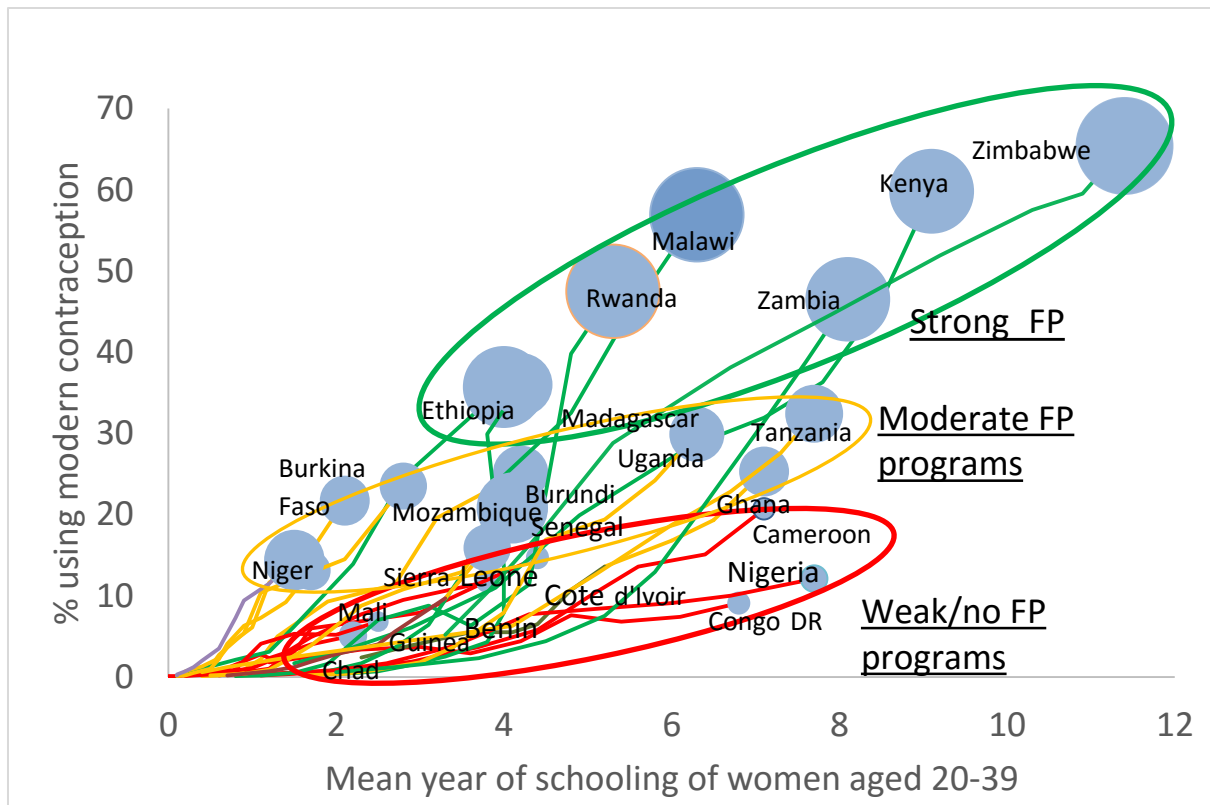 % using modern contraception
70
60
50
40
30
20
10
0
Zimbabwe
Kenya
Malawi
Rwanda
Zambia
Strong FP
Ethiopia
Madagascar
Moderate FP
programs
Tanzania
Uganda
Burkina
Faso
Mozambique
Burundi
Senegal
Ghana
Cameroon
Niger
Sierra Leone
Nigeria
Cote d'Ivoir
Congo DR
Weak/no FP
programs
Mali
Guinea
Benin
Chad
0 2 4 6 8 10 12
Mean year of schooling of women aged 20-39